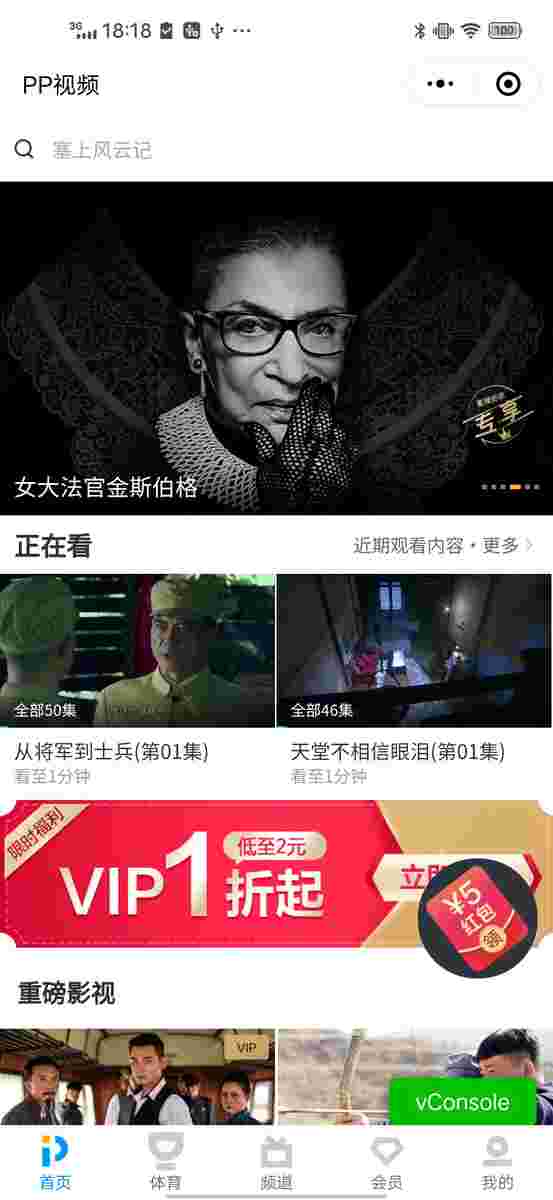 3G 18:18
100
PP视频
塞上风云记
专享
女大法官金斯伯格
正在看
近期观看内容·更多
全部50集
全部46集
从将军到士兵(第01集)
天堂不相信眼泪(第01集)
看至1分钟
看至1分钟
限时福利
VIP1折起
低至2元
立即
¥5
红包
领
重磅影视
VIP
vConsole
首页
体育
频道
会员
我的